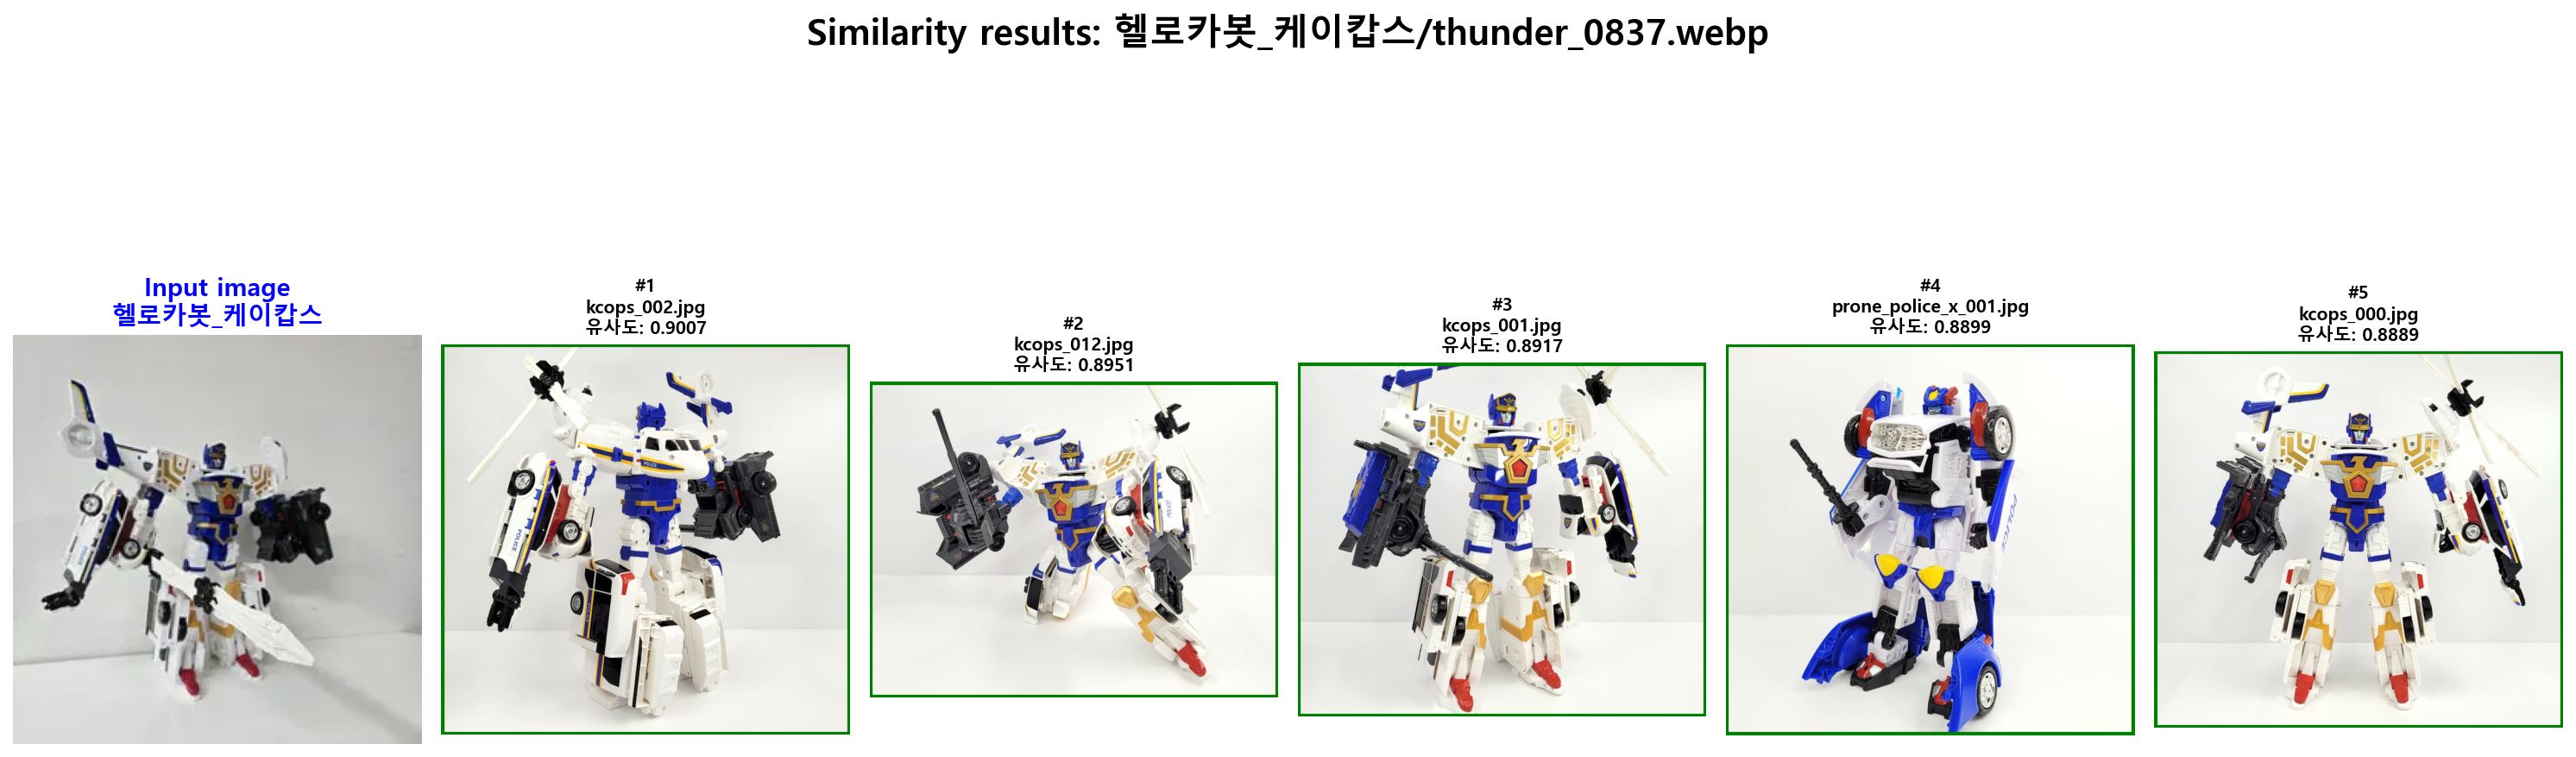 Similarity results: 헬로카봇_케이캅스/thunder_0837.webp
Input image
헬로카봇_케이캅스
#1
kcops_002.jpg
유사도: 0.9007
#2
kcops_012.jpg
유사도: 0.8951
#3
kcops_001.jpg
유사도: 0.8917
#4
prone_police_x_001.jpg
유사도: 0.8899
#5
kcops_000.jpg
유사도: 0.8889
POLICE
POLICE
POLICE